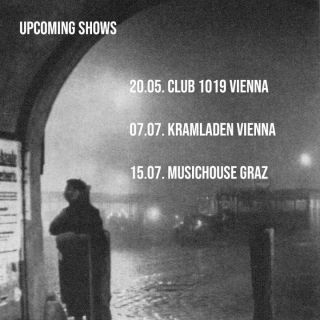 UPCOMING SHOWS
20.05. CLUB 1019 VIENNA
07.07. KRAMLADEN VIENNA
15.07. MUSICHOUSE GRAZ